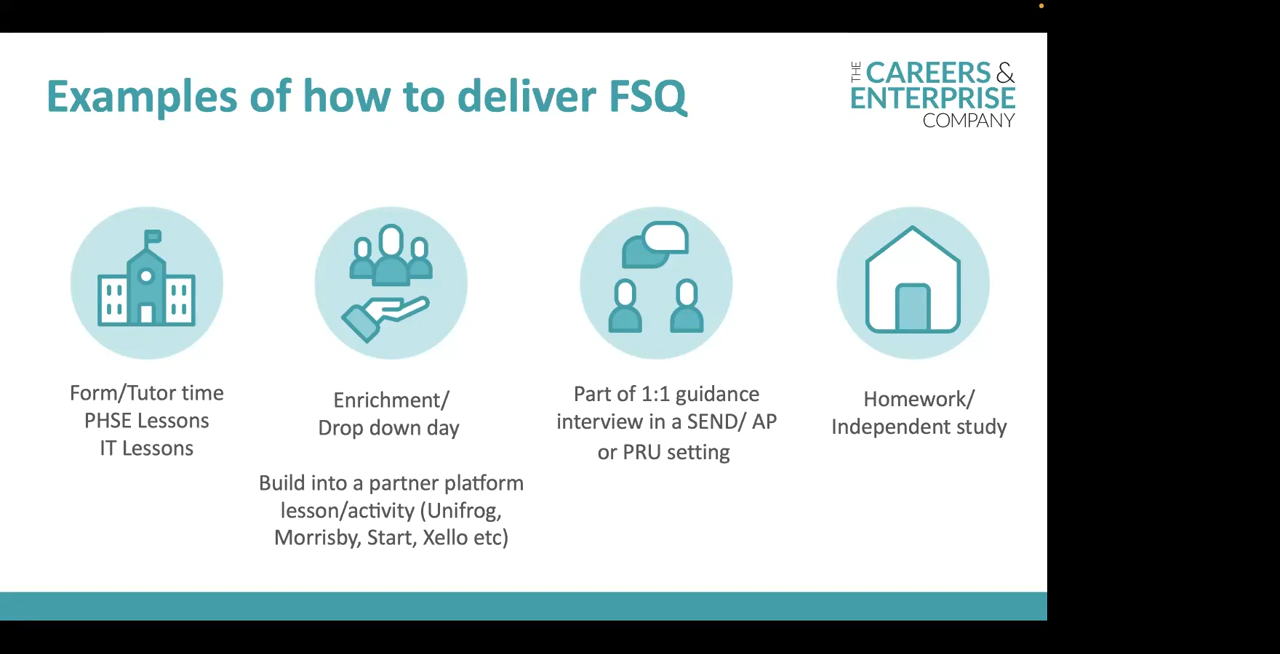 Examples of how to deliver FSQ
THE CAREERS &
ENTERPRISE
COMPANY
Form/Tutor time
PHSE Lessons
IT Lessons
Enrichment/
Drop down day
Build into a partner platform
lesson/activity (Unifrog,
Morrisby, Start, Xello etc)
Part of 1:1 guidance
interview in a SEND/ AP
or PRU setting
Homework/
Independent study